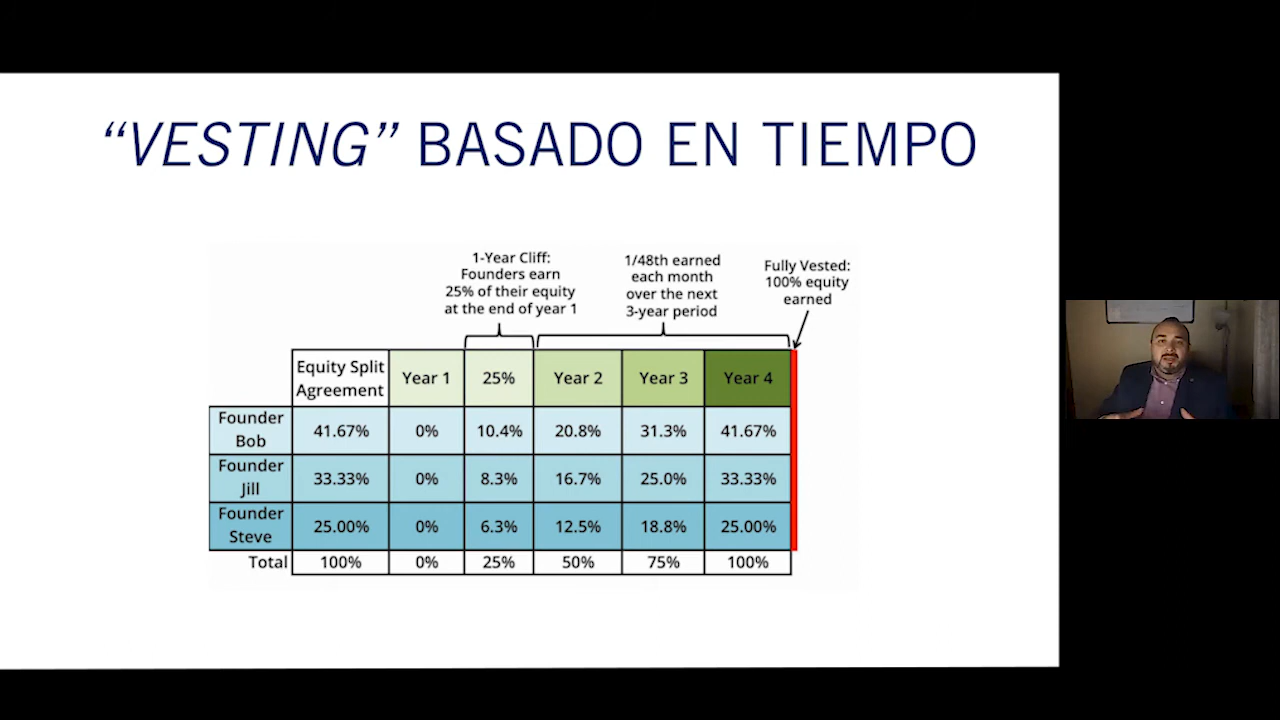 “VESTING” BASADO EN TIEMPO
1-Year Cliff:
Founders earn
25% of their equity
at the end of year 1
1/48th earned
each month
over the next
3-year period
Fully Vested:
100% equity
earned
Equity Split
Agreement
Year 1
25%
Year 2
Year 3
Year 4
Founder
Bob
41.67%
0%
10.4%
20.8%
31.3%
41.67%
Founder
Jill
33.33%
0%
8.3%
16.7%
25.0%
33.33%
Founder
Steve
25.00%
0%
6.3%
12.5%
18.8%
25.00%
Total
100%
0%
25%
50%
75%
100%